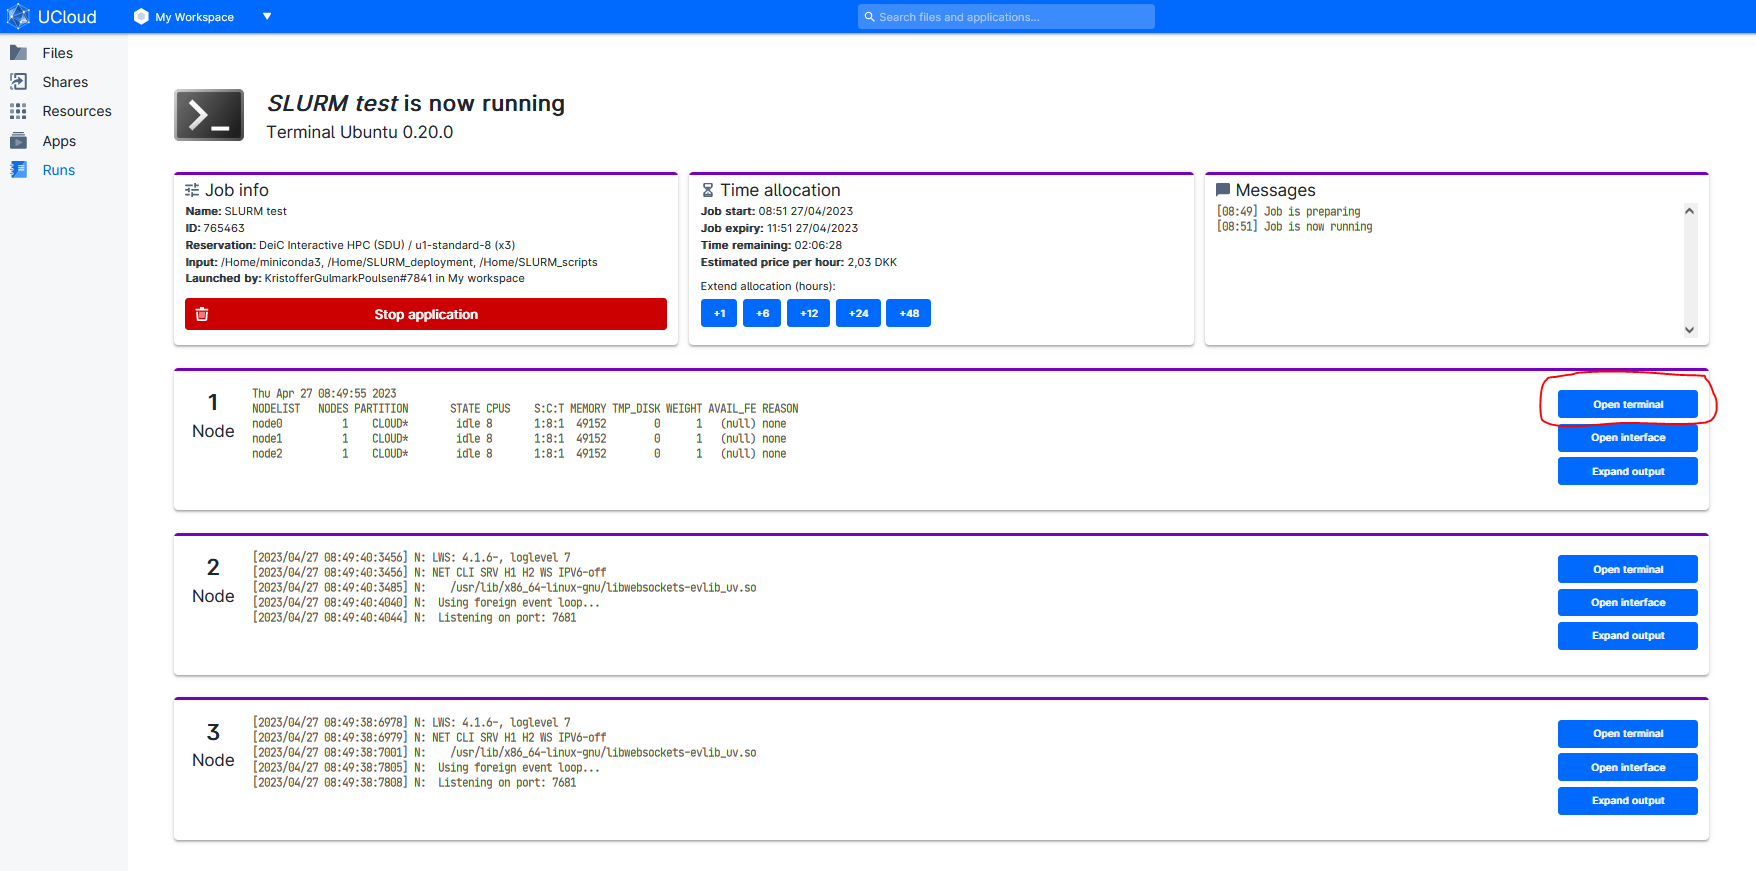 UCloud
My Workspace
Search files and applications...
Files
Shares
Resources
Apps
Runs
SLURM test is now running
Terminal Ubuntu 0.20.0
Job info
Name: SLURM test
ID: 765463
Reservation: DeiC Interactive HPC (SDU) / u1-standard-8 (x3)
Input: /Home/miniconda3, /Home/SLURM_deployment, /Home/SLURM_scripts
Launched by: KristofferGulmarkPoulsen#7841 in My workspace
Stop application
Time allocation
Job start: 08:51 27/04/2023
Job expiry: 11:51 27/04/2023
Time remaining: 02:06:28
Estimated price per hour: 2,03 DKK
Extend allocation (hours):
+1 +6 +12 +24 +48
Messages
[08:49] Job is preparing
[08:51] Job is now running
1
Node
Thu Apr 27 08:49:55 2023
NODELIST NODES PARTITION STATE CPUS S:C:T MEMORY TMP_DISK WEIGHT AVAIL_FE REASON
node0 1 CLOUD* idle 8 1:8:1 49152 0 1 (null) none
node1 1 CLOUD* idle 8 1:8:1 49152 0 1 (null) none
node2 1 CLOUD* idle 8 1:8:1 49152 0 1 (null) none
Open terminal
Open interface
Expand output
2
Node
[2023/04/27 08:49:40:3456] N: LWS: 4.1.6-, loglevel 7
[2023/04/27 08:49:40:3456] N: NET CLI SRV H1 H2 WS IPV6-off
[2023/04/27 08:49:40:3485] N: /usr/lib/x86_64-linux-gnu/libwebsockets-evlib_uv.so
[2023/04/27 08:49:40:4040] N: Using foreign event loop...
[2023/04/27 08:49:40:4044] N: Listening on port: 7681
Open terminal
Open interface
Expand output
3
Node
[2023/04/27 08:49:38:6978] N: LWS: 4.1.6-, loglevel 7
[2023/04/27 08:49:38:6979] N: NET CLI SRV H1 H2 WS IPV6-off
[2023/04/27 08:49:38:7001] N: /usr/lib/x86_64-linux-gnu/libwebsockets-evlib_uv.so
[2023/04/27 08:49:38:7805] N: Using foreign event loop...
[2023/04/27 08:49:38:7808] N: Listening on port: 7681
Open terminal
Open interface
Expand output